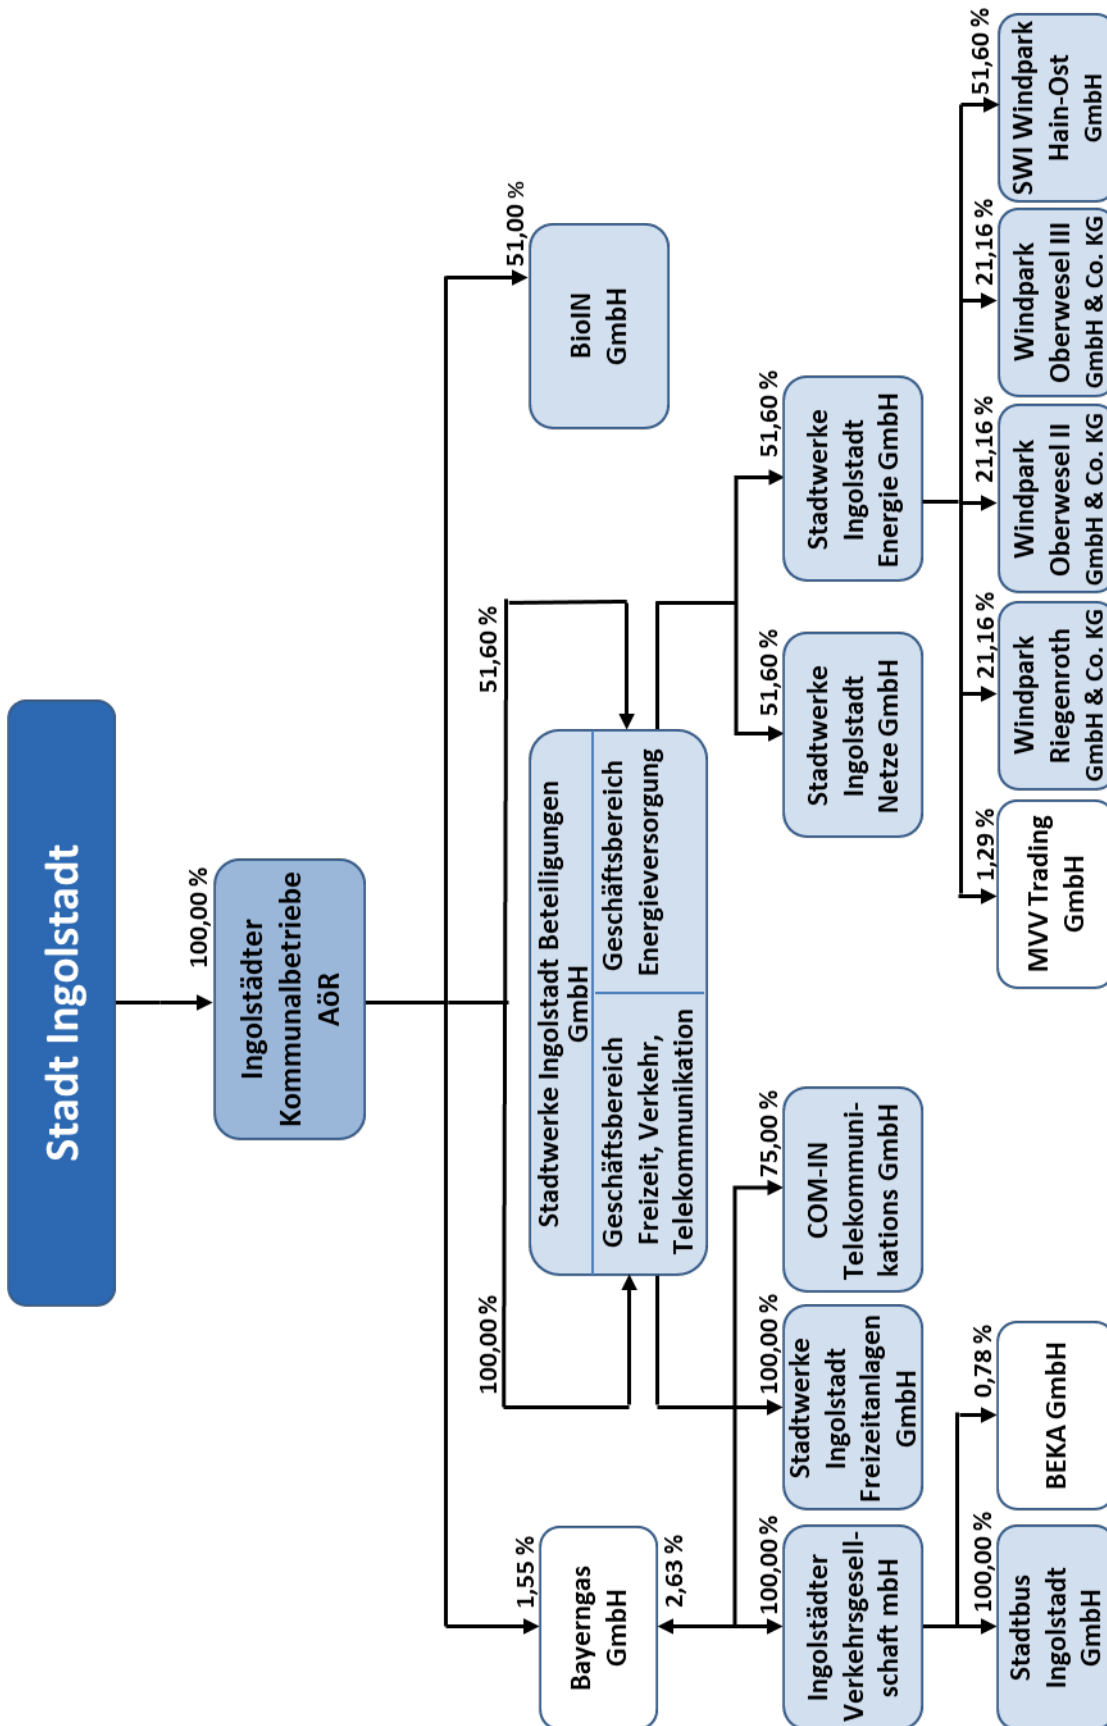 Stadt Ingolstadt
100,00 %
Ingolstädter
Kommunalbetriebe
AöR
1,55 %
Bayerngas
GmbH
2,63 %
100,00 %
51,60 %
51,00 %
Stadtwerke Ingolstadt Beteiligungen
GmbH
Geschäftsbereich
Freizeit, Verkehr,
Telekommunikation
Geschäftsbereich
Energieversorgung
BioIN
GmbH
100,00 %
Ingolstädter
Verkehrsgesell-
schaft mbH
100,00 %
Stadtwerke
Ingolstadt
Freizeitanlagen
GmbH
75,00 %
COM-IN
Telekommuni-
kations GmbH
51,60 %
Stadtwerke
Ingolstadt
Netze GmbH
51,60 %
Stadtwerke
Ingolstadt
Energie GmbH
100,00 %
Stadtbus
Ingolstadt
GmbH
0,78 %
BEKA GmbH
1,29 %
MVV Trading
GmbH
21,16 %
Windpark
Riegenroth
GmbH & Co. KG
21,16 %
Windpark
Oberwesel II
GmbH & Co. KG
21,16 %
Windpark
Oberwesel III
GmbH & Co. KG
51,60 %
SWI Windpark
Hain-Ost
GmbH